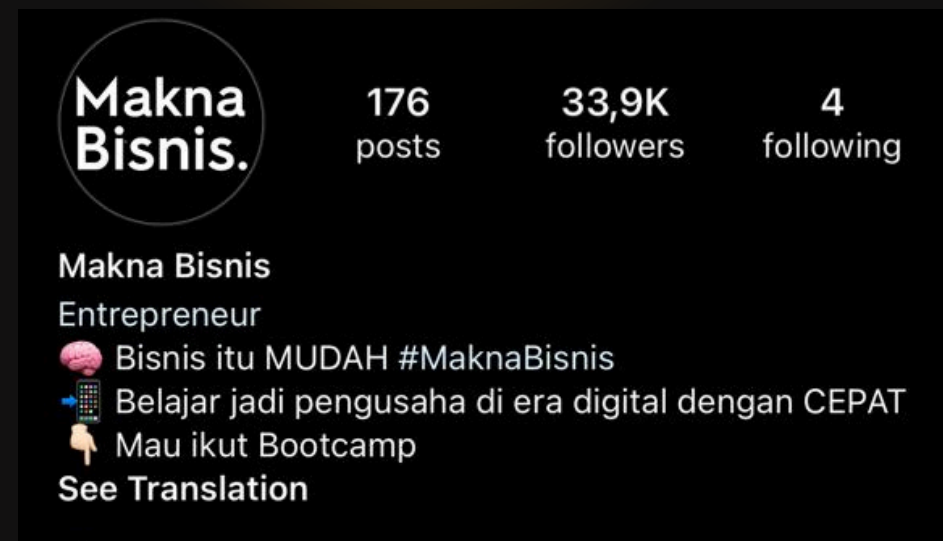 Makna
Bisnis.
176
posts
33,9K
followers
4
following
Makna Bisnis
Entrepreneur
🧠 Bisnis itu MUDAH #MaknaBisnis
📲 Belajar jadi pengusaha di era digital dengan CEPAT
👇🏻 Mau ikut Bootcamp
See Translation